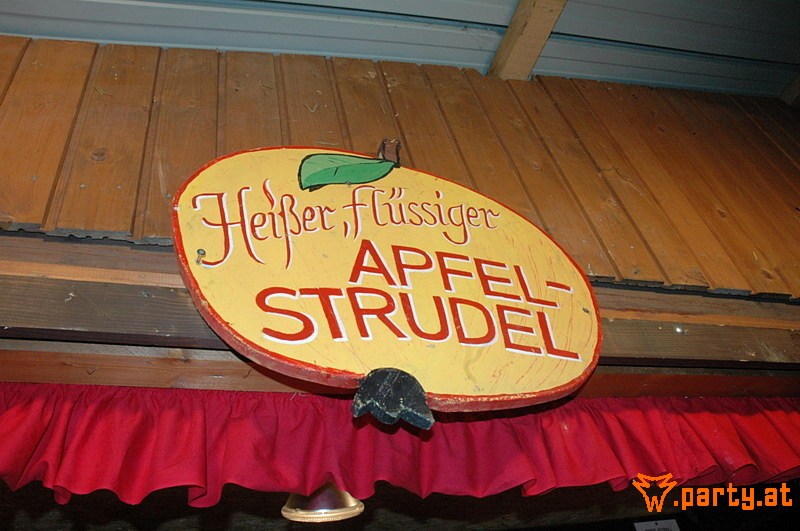 Heißer, flüssiger
APFEL-
STRUDEL
w.party.at